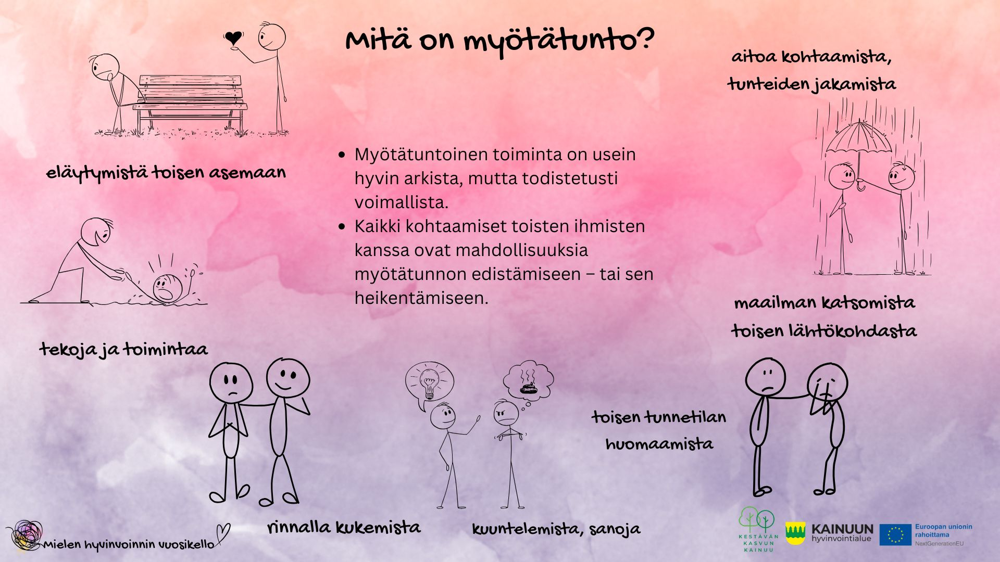 Mitä on myötätunto?
aitoa kohtaamista,
tunteiden jakamista
eläytymistä toisen asemaan
Myötätuntoinen toiminta on usein
hyvin arkista, mutta todistetusti
voimallista.
Kaikki kohtaamiset toisten ihmisten
kanssa ovat mahdollisuuksia
myötätunnon edistämiseen – tai sen
heikentämiseen.
maailman katsomista
toisen lähtökohdasta
tekoja ja toimintaa
toisen tunnetilan
huomaamista
rinnalla kukemista
kuuntelemista, sanoja
Mielen hyvinvoinnin vuosikello
KESTÄVÄN
KASVUN
KAINUU
KAINUUN
hyvinvointialue
Euroopan unionin
rahoittama
NextGenerationEU